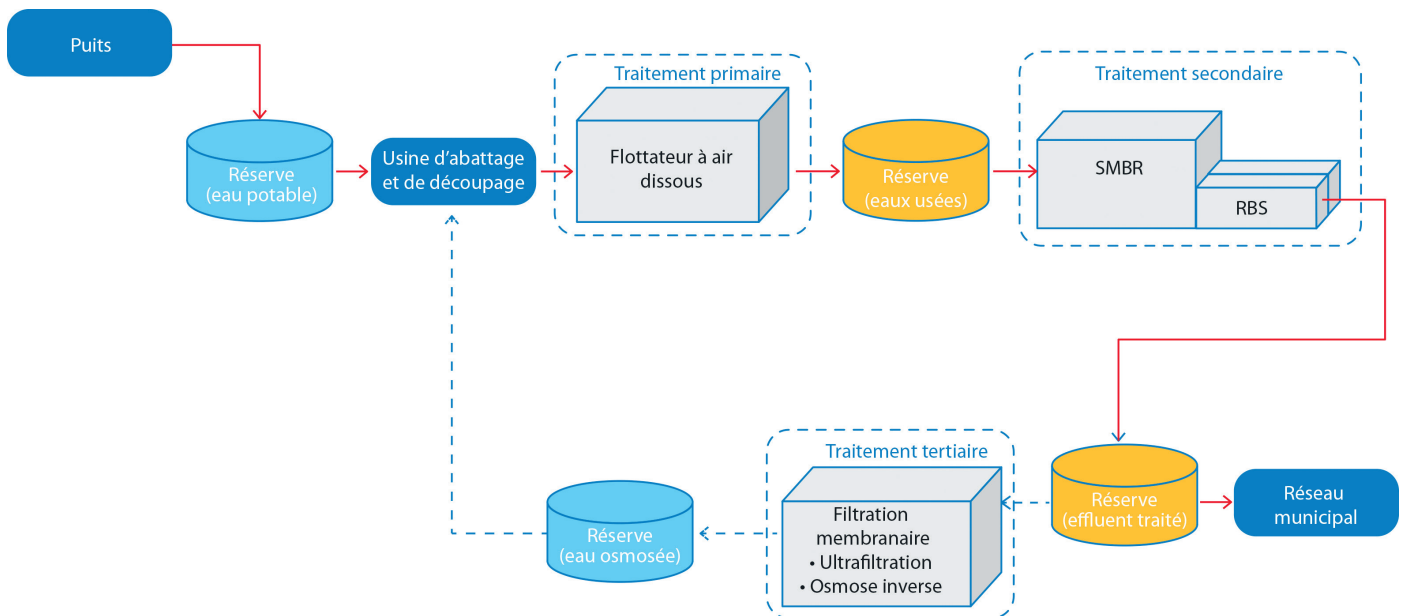 Puits
Réserve
(eau potable)
Usine d'abattage
et de découpage
Traitement primaire
Flottateur à air
dissous
Réserve
(eaux usées)
Traitement secondaire
SMBR
RBS
Réserve
(effluent traité)
Réseau
municipal
Traitement tertiaire
Filtration
membranaire
• Ultrafiltration
• Osmose inverse
Réserve
(eau osmosée)